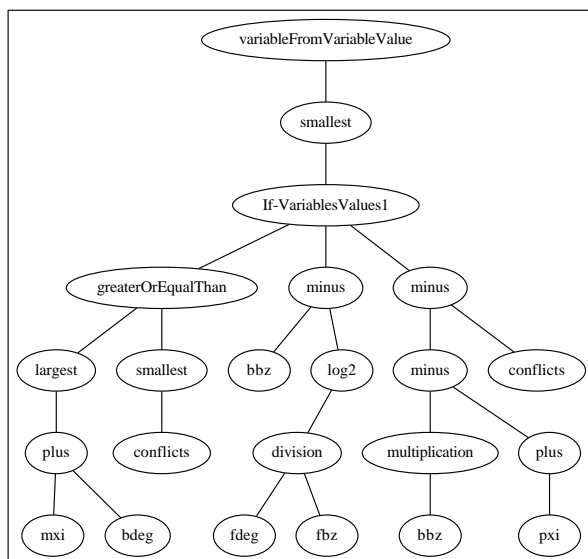 variableFromVariableValue
smallest
If-VariablesValues1
greaterOrEqualThan minus minus
largest smallest bbz log2 minus conflicts
plus conflicts division multiplication plus
mxi bdeg fdeg fbz bbz pxi